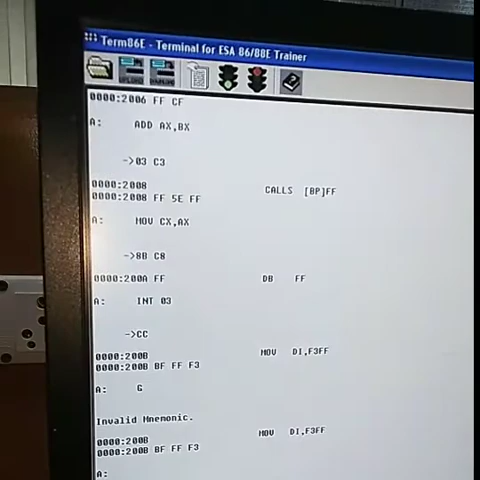 Term86E - Terminal for ESA 86/88E Trainer
0000:2006 FF CF
A: ADD AX,BX
->03 C3
0000:2008
0000:2008 FF 5E FF CALLS [BP]FF
A: MOV CX,AX
->8B C8
0000:200A FF DB FF
A: INT 03
->CC
0000:200B
0000:200B BF FF F3 MOV DI,F3FF
A: G
Invalid Mnemonic.
0000:200B
0000:200B BF FF F3 MOV DI,F3FF
A: